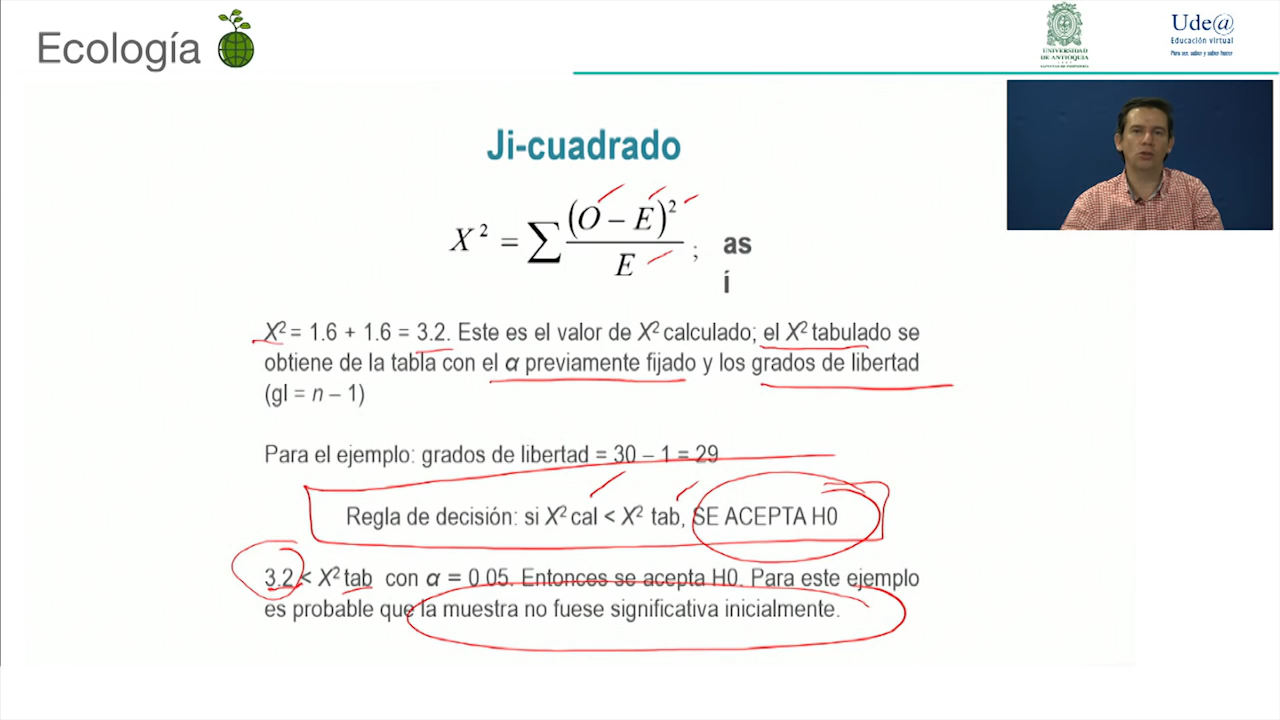 Ecología
UNIVERSIDAD
DE ANTIOQUIA
Ude@
Educación virtual
Ji-cuadrado
X² = ∑ (O – E)² / E ; as
í
X² = 1.6 + 1.6 = 3.2. Este es el valor de X² calculado; el X² tabulado se
obtiene de la tabla con el α previamente fijado y los grados de libertad
(gl = n – 1)
Para el ejemplo: grados de libertad = 30 – 1 = 29
Regla de decisión: si X² cal < X² tab, SE ACEPTA H0
3.2 < X² tab con α = 0.05. Entonces se acepta H0. Para este ejemplo
es probable que la muestra no fuese significativa inicialmente.